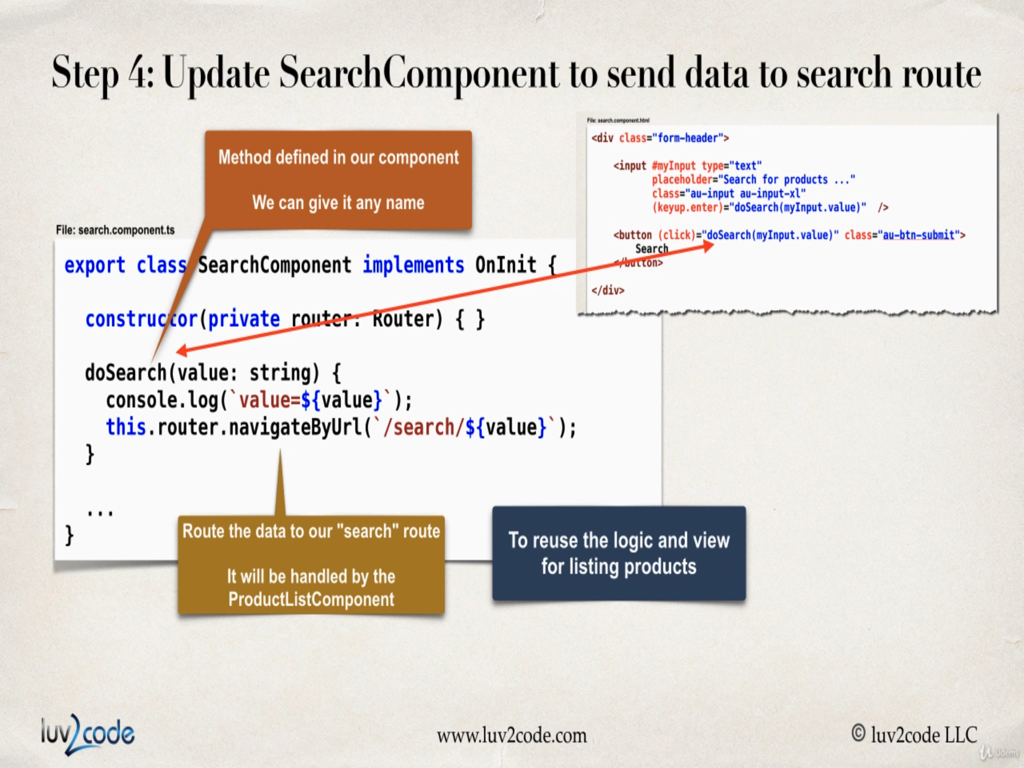 Step 4: Update SearchComponent to send data to search route
File: search.component.html
<div class="form-header">
<input #myInput type="text"
placeholder="Search for products ..."
class="au-input au-input-xl"
(keyup.enter)="doSearch(myInput.value)" />
<button (click)="doSearch(myInput.value)" class="au-btn-submit">
Search
</button>
</div>
Method defined in our component
We can give it any name
File: search.component.ts
export class SearchComponent implements OnInit {
constructor(private router: Router) { }
doSearch(value: string) {
console.log(`value=${value}`);
this.router.navigateByUrl(`/search/${value}`);
}
...
}
Route the data to our "search" route
It will be handled by the
ProductListComponent
To reuse the logic and view
for listing products
luv2code
www.luv2code.com
© luv2code LLC
Udemy